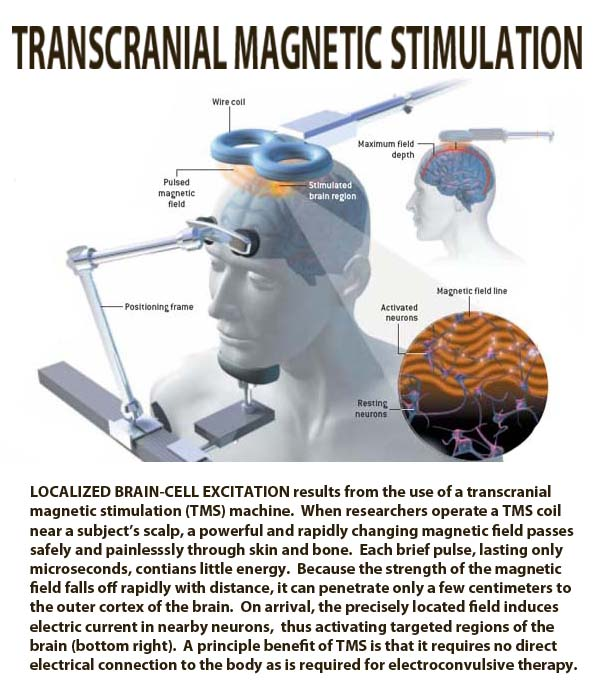 TRANSCRANIAL MAGNETIC STIMULATION
Wire coil
Maximum field
depth
Pulsed
magnetic
field
Stimulated
brain region
Positioning frame
Magnetic field line
Activated
neurons
Resting
neurons
LOCALIZED BRAIN-CELL EXCITATION results from the use of a transcranial
magnetic stimulation (TMS) machine. When researchers operate a TMS coil
near a subject's scalp, a powerful and rapidly changing magnetic field passes
safely and painlesssly through skin and bone. Each brief pulse, lasting only
microseconds, contians little energy. Because the strength of the magnetic
field falls off rapidly with distance, it can penetrate only a few centimeters to
the outer cortex of the brain. On arrival, the precisely located field induces
electric current in nearby neurons, thus activating targeted regions of the
brain (bottom right). A principle benefit of TMS is that it requires no direct
electrical connection to the body as is required for electroconvulsive therapy.